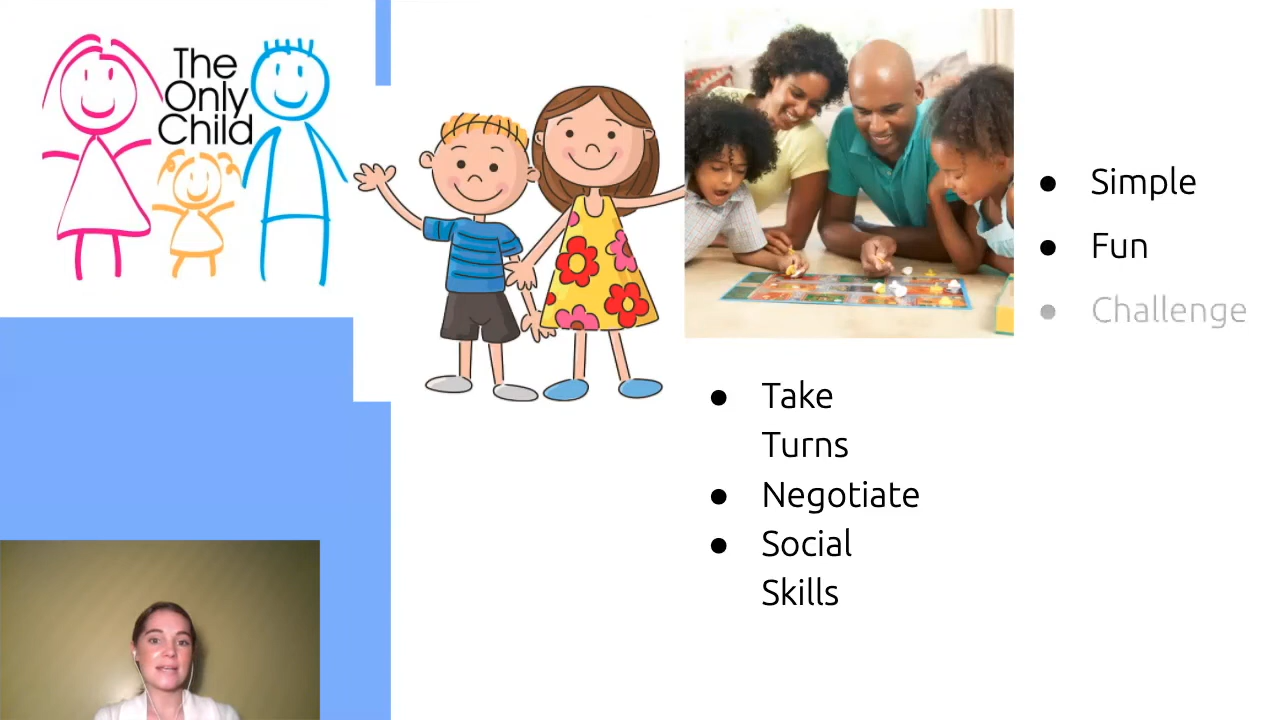 The
Only
Child
• Simple
• Fun
• Challenge
• Take
Turns
• Negotiate
• Social
Skills